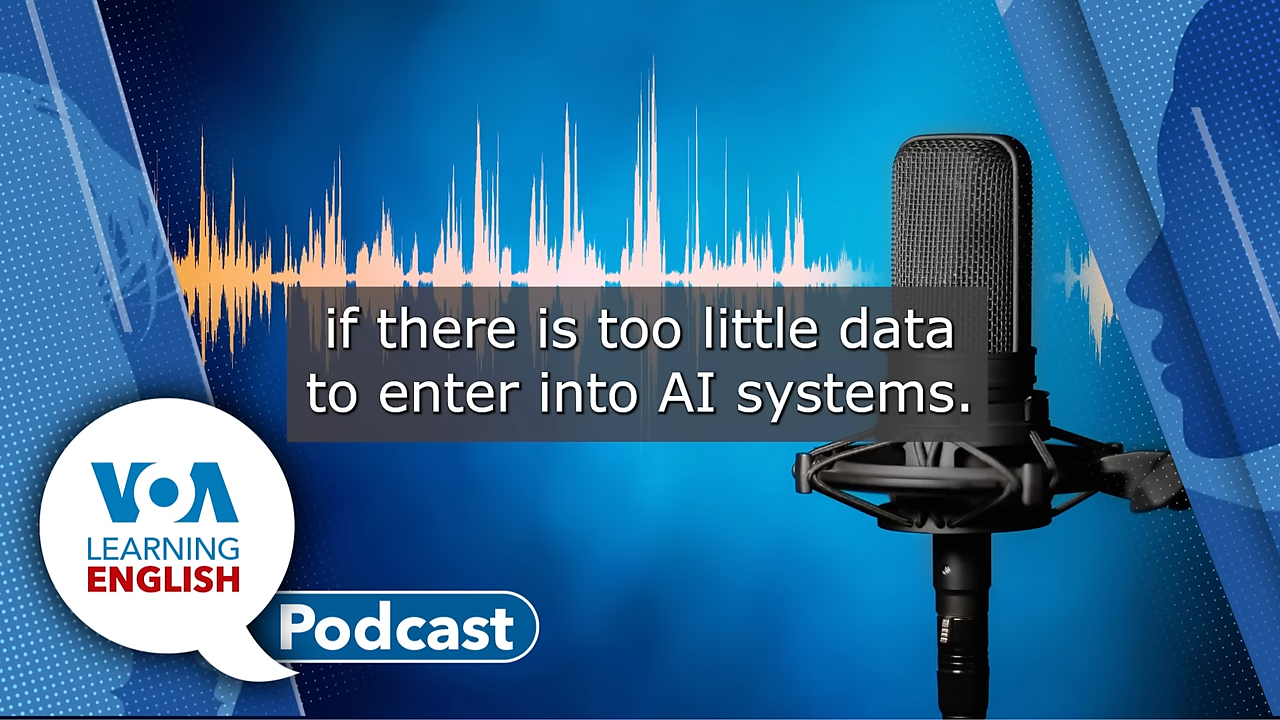 if there is too little data
to enter into AI systems.
VOA
LEARNING
ENGLISH
Podcast